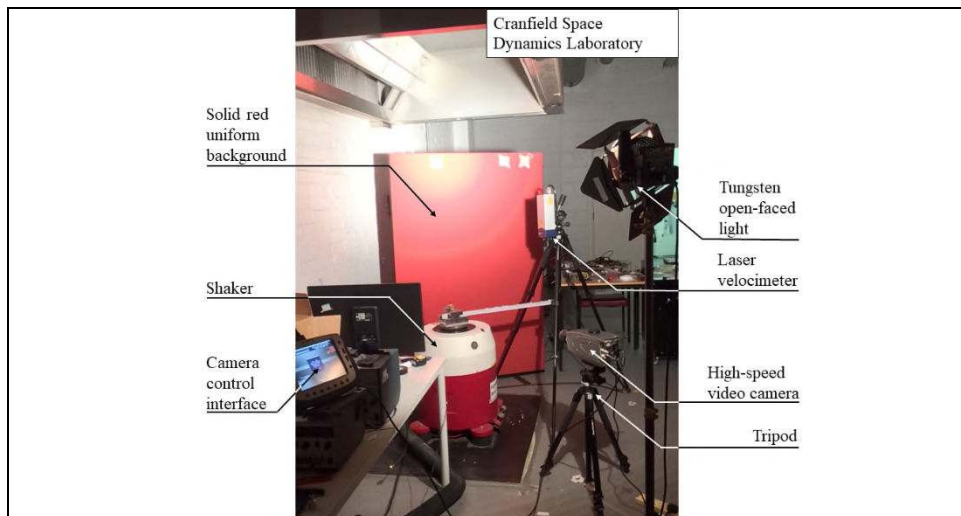 Cranfield Space
Dynamics Laboratory
Solid red
uniform
background
Shaker
Camera
control
interface
Tungsten
open-faced
light
Laser
velocimeter
High-speed
video camera
Tripod